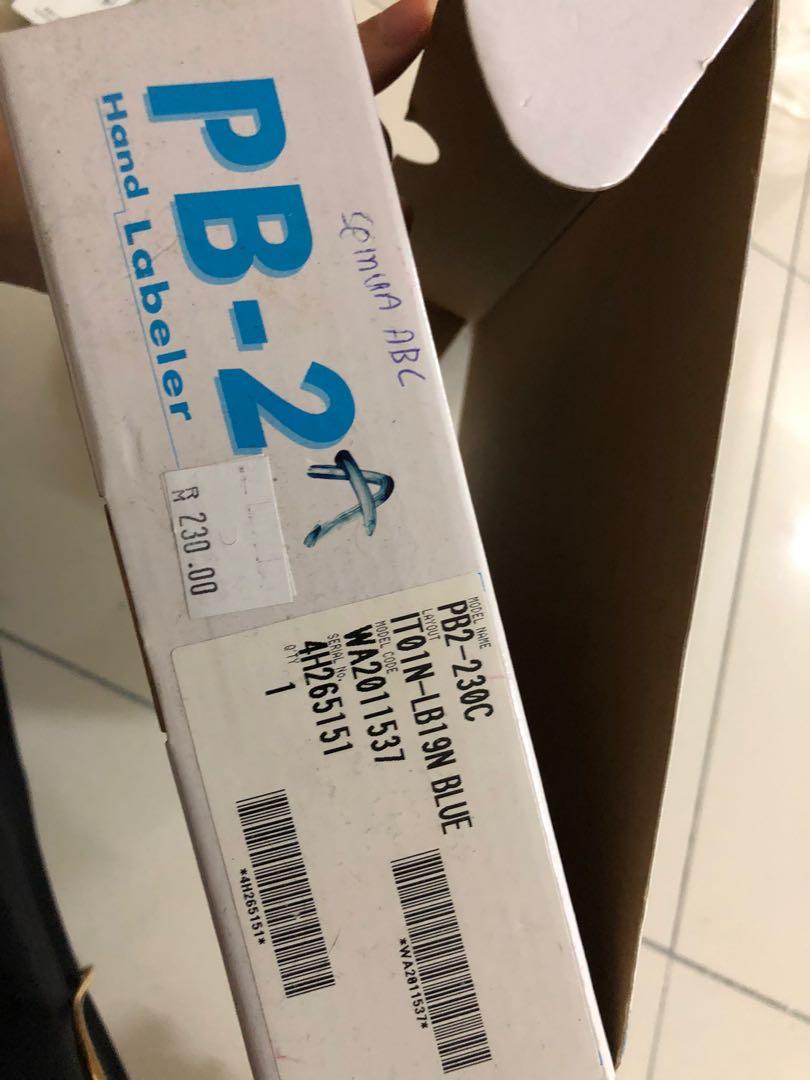 PB-2
Hand Labeler
semua ABC
A
R 230.00
MODEL NAME
PB2-230C
LAYOUT
IT01N-LB19N BLUE
MODEL CODE
WA2011537
SERIAL No.
4H265151
Q'TY
1
*4H265151*
*WA2011537*